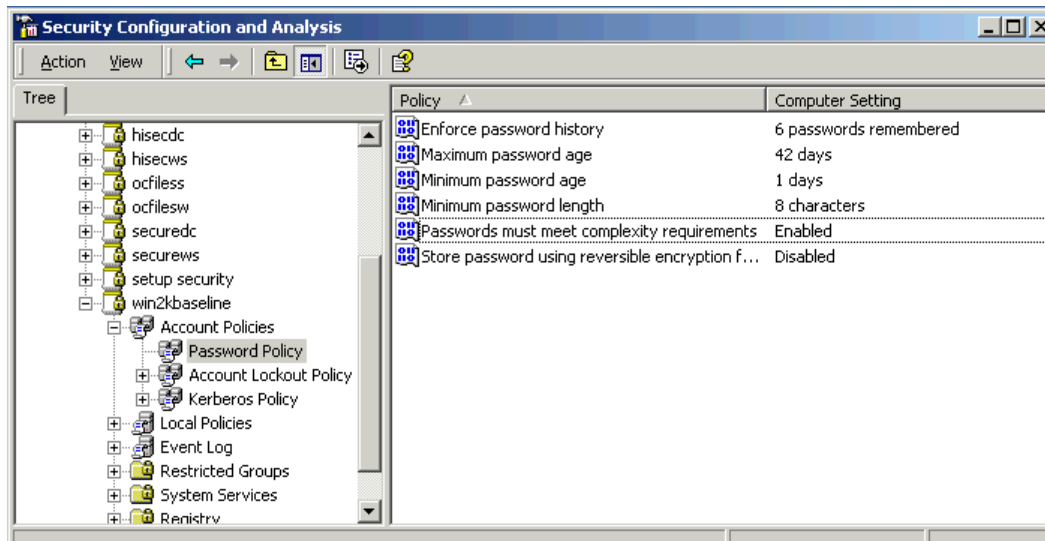 Security Configuration and Analysis
Action View
Tree
hisecdc
hisecws
ocfiless
ocfilesw
securedc
securews
setup security
win2kbaseline
Account Policies
Password Policy
Account Lockout Policy
Kerberos Policy
Local Policies
Event Log
Restricted Groups
System Services
Registry
Policy Computer Setting
Enforce password history 6 passwords remembered
Maximum password age 42 days
Minimum password age 1 days
Minimum password length 8 characters
Passwords must meet complexity requirements Enabled
Store password using reversible encryption f... Disabled